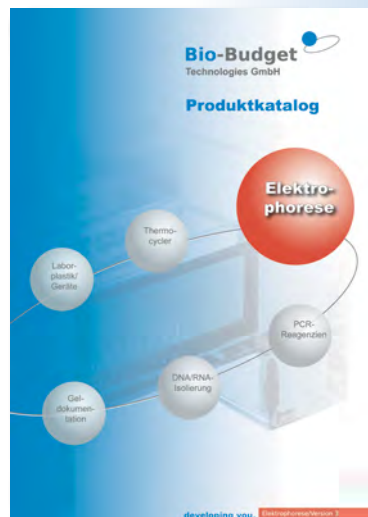 Bio-Budget
Technologies GmbH
Produktkatalog
Elektro-
phorese
Thermo-
cycler
Labor-
plastik/
Geräte
PCR-
Reagenzien
DNA/RNA-
Isolierung
Gel-
dokumen-
tation
developing you. Elektrophorese/Version 3